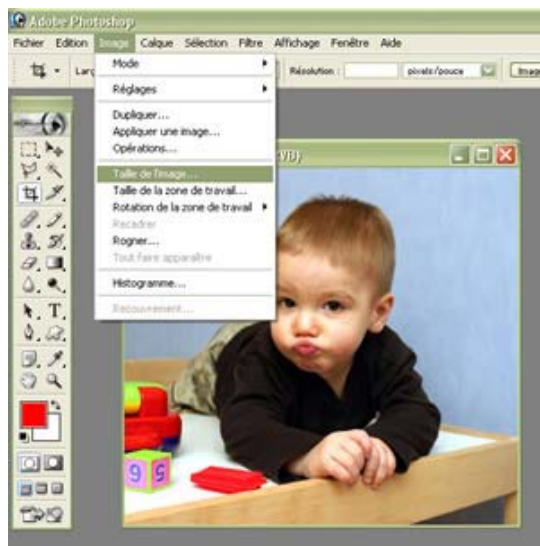 Adobe Photoshop
Fichier Edition Image Calque Sélection Filtre Affichage Fenêtre Aide
Résolution : pixels/pouce
Mode
Réglages
Dupliquer...
Appliquer une image...
Opérations...
Taille de l'image...
Taille de la zone de travail...
Rotation de la zone de travail
Recadrer
Rogner...
Tout faire apparaître
Histogramme...
Recouvrement...